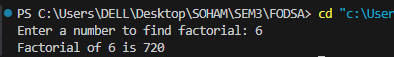 PS C:\Users\DELL\Desktop\SOHAM\SEM3\FODSA> cd "c:\User
Enter a number to find factorial: 6
Factorial of 6 is 720